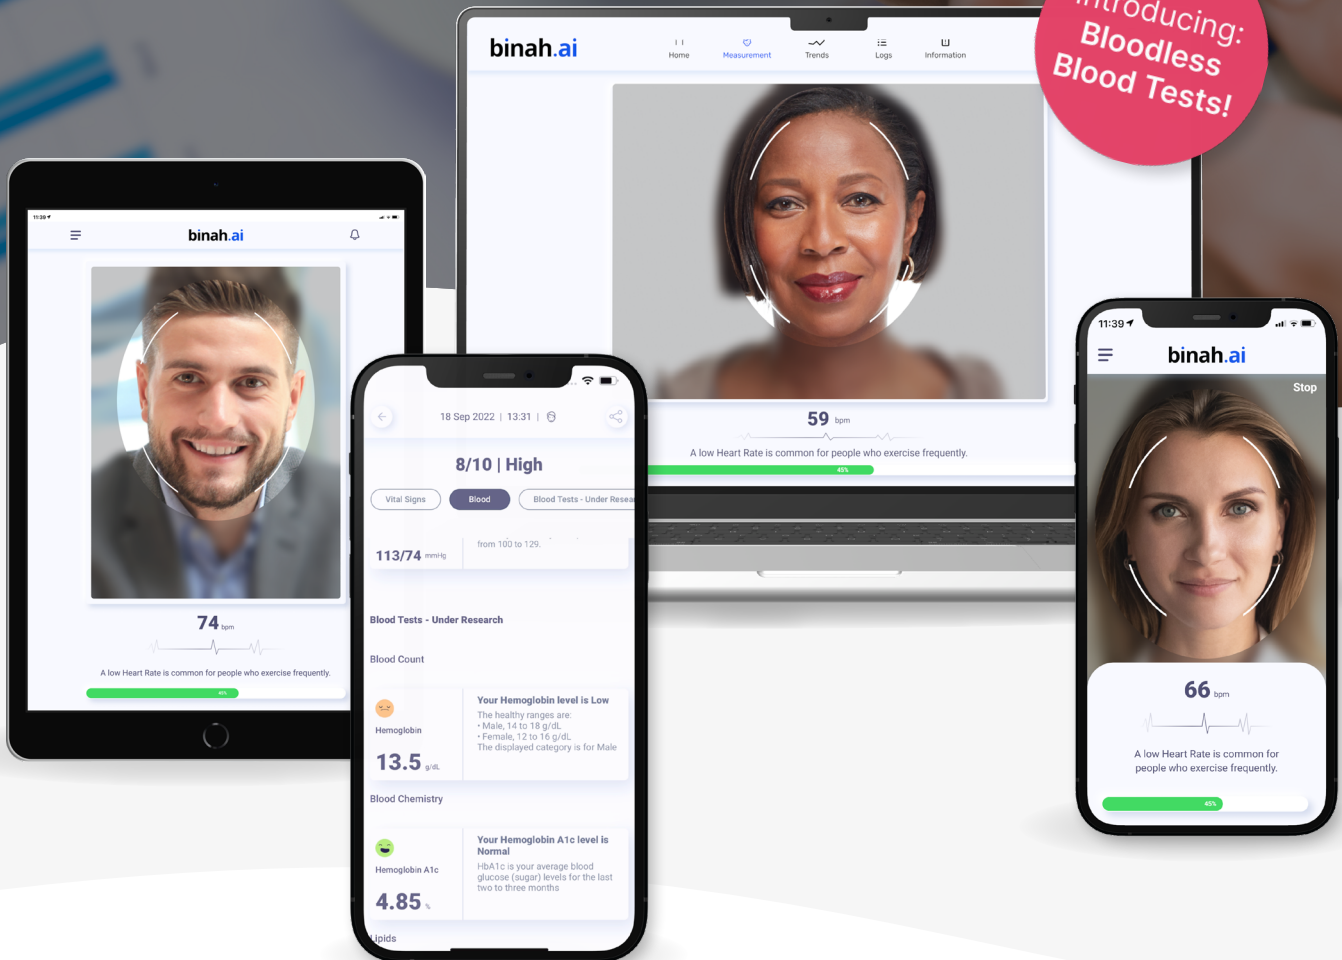 Introducing:
Bloodless
Blood Tests!
binah.ai
Home
Measurement
Trends
Logs
Information
59 bpm
A low Heart Rate is common for people who exercise frequently.
45%
11:39
binah.ai
74 bpm
A low Heart Rate is common for people who exercise frequently.
45%
18 Sep 2022 | 13:31 |
8/10 | High
Vital Signs
Blood
Blood Tests - Under Resear
113/74 mmHg
from 100 to 129.
Blood Tests - Under Research
Blood Count
Hemoglobin
13.5 g/dL
Your Hemoglobin level is Low
The healthy ranges are:
• Male, 14 to 18 g/dL
• Female, 12 to 16 g/dL
The displayed category is for Male
Blood Chemistry
Hemoglobin A1c
4.85 %
Your Hemoglobin A1c level is
Normal
HbA1c is your average blood
glucose (sugar) levels for the last
two to three months
Lipids
11:39
binah.ai
Stop
66 bpm
A low Heart Rate is common for
people who exercise frequently.
45%